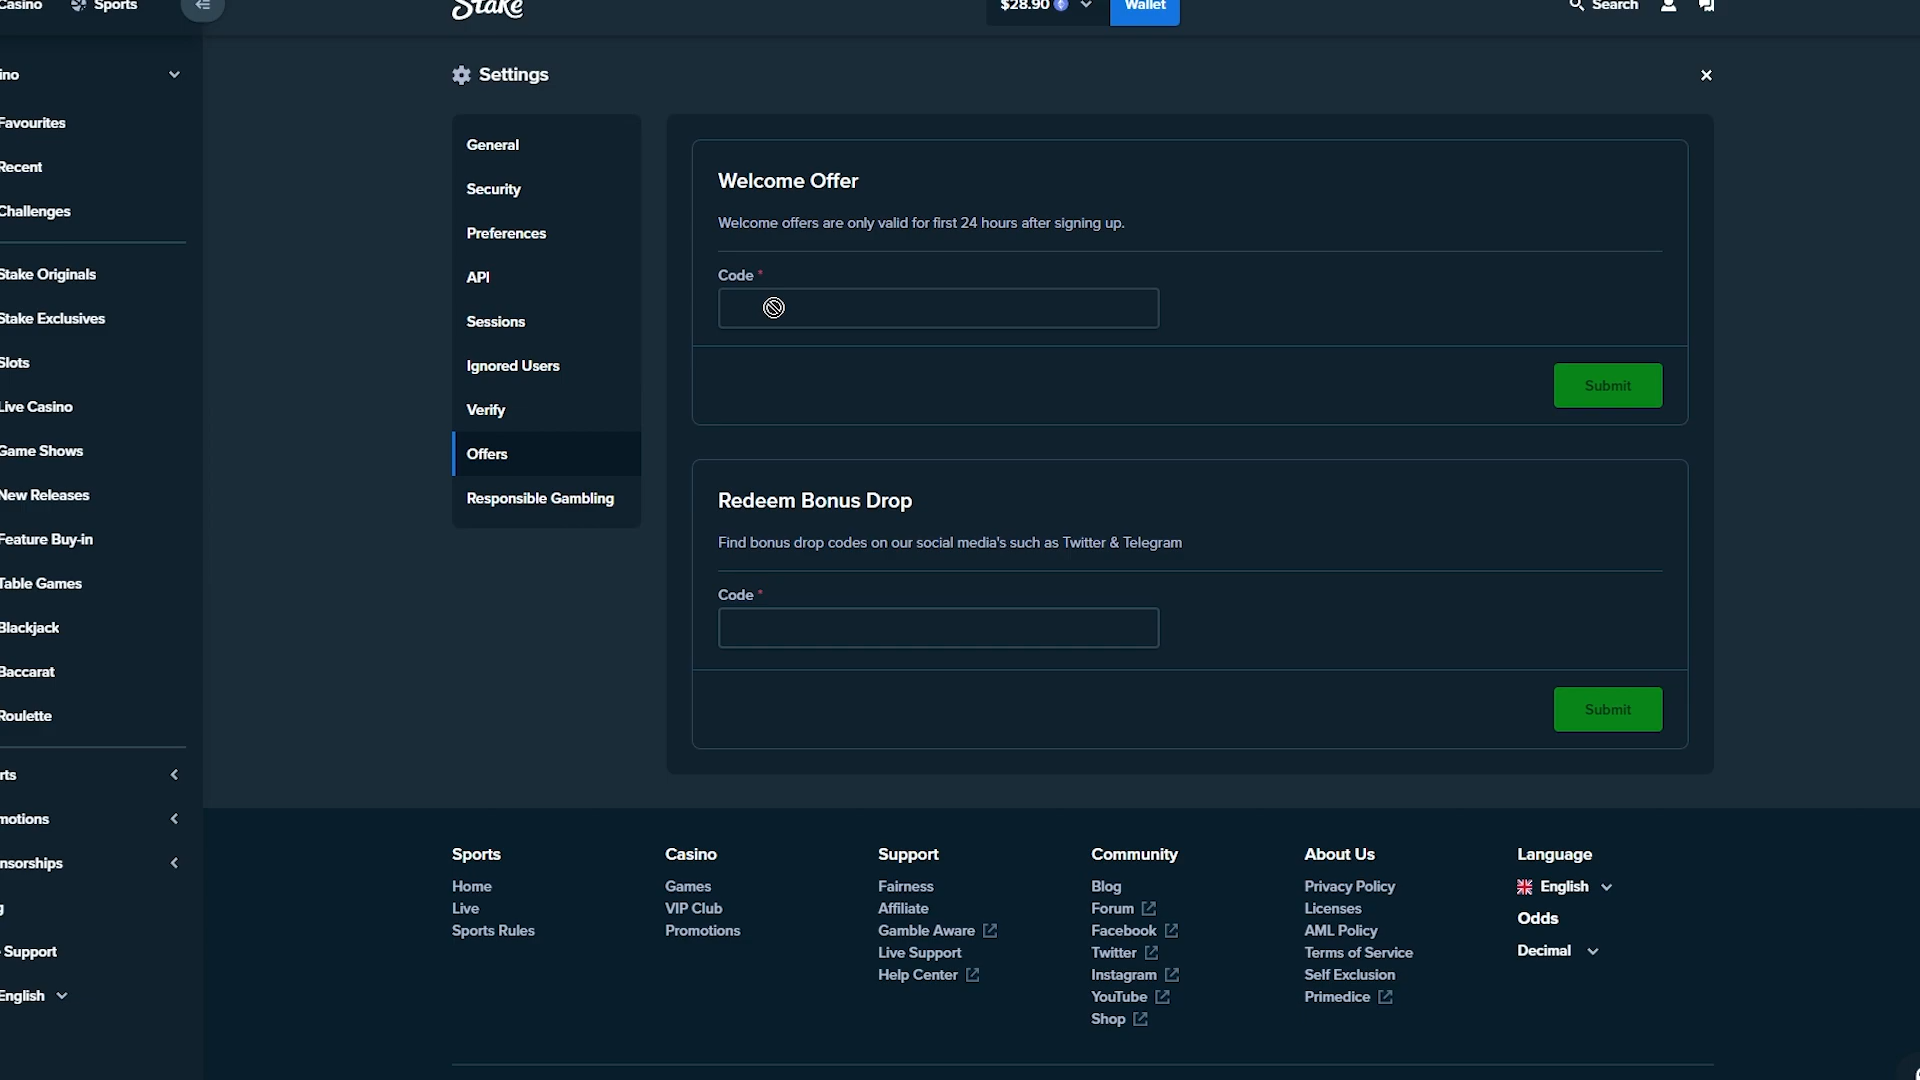 Casino
Sports
Stake
$28.90
Wallet
Search
ino
Favourites
Recent
Challenges
Stake Originals
Stake Exclusives
Slots
Live Casino
Game Shows
New Releases
Feature Buy-in
Table Games
Blackjack
Baccarat
Roulette
rts
motions
nsorships
g
Support
English
Settings
General
Security
Preferences
API
Sessions
Ignored Users
Verify
Offers
Responsible Gambling
Welcome Offer
Welcome offers are only valid for first 24 hours after signing up.
Code *
Submit
Redeem Bonus Drop
Find bonus drop codes on our social media's such as Twitter & Telegram
Code *
Submit
Sports
Home
Live
Sports Rules
Casino
Games
VIP Club
Promotions
Support
Fairness
Affiliate
Gamble Aware
Live Support
Help Center
Community
Blog
Forum
Facebook
Twitter
Instagram
YouTube
Shop
About Us
Privacy Policy
Licenses
AML Policy
Terms of Service
Self Exclusion
Primedice
Language
English
Odds
Decimal